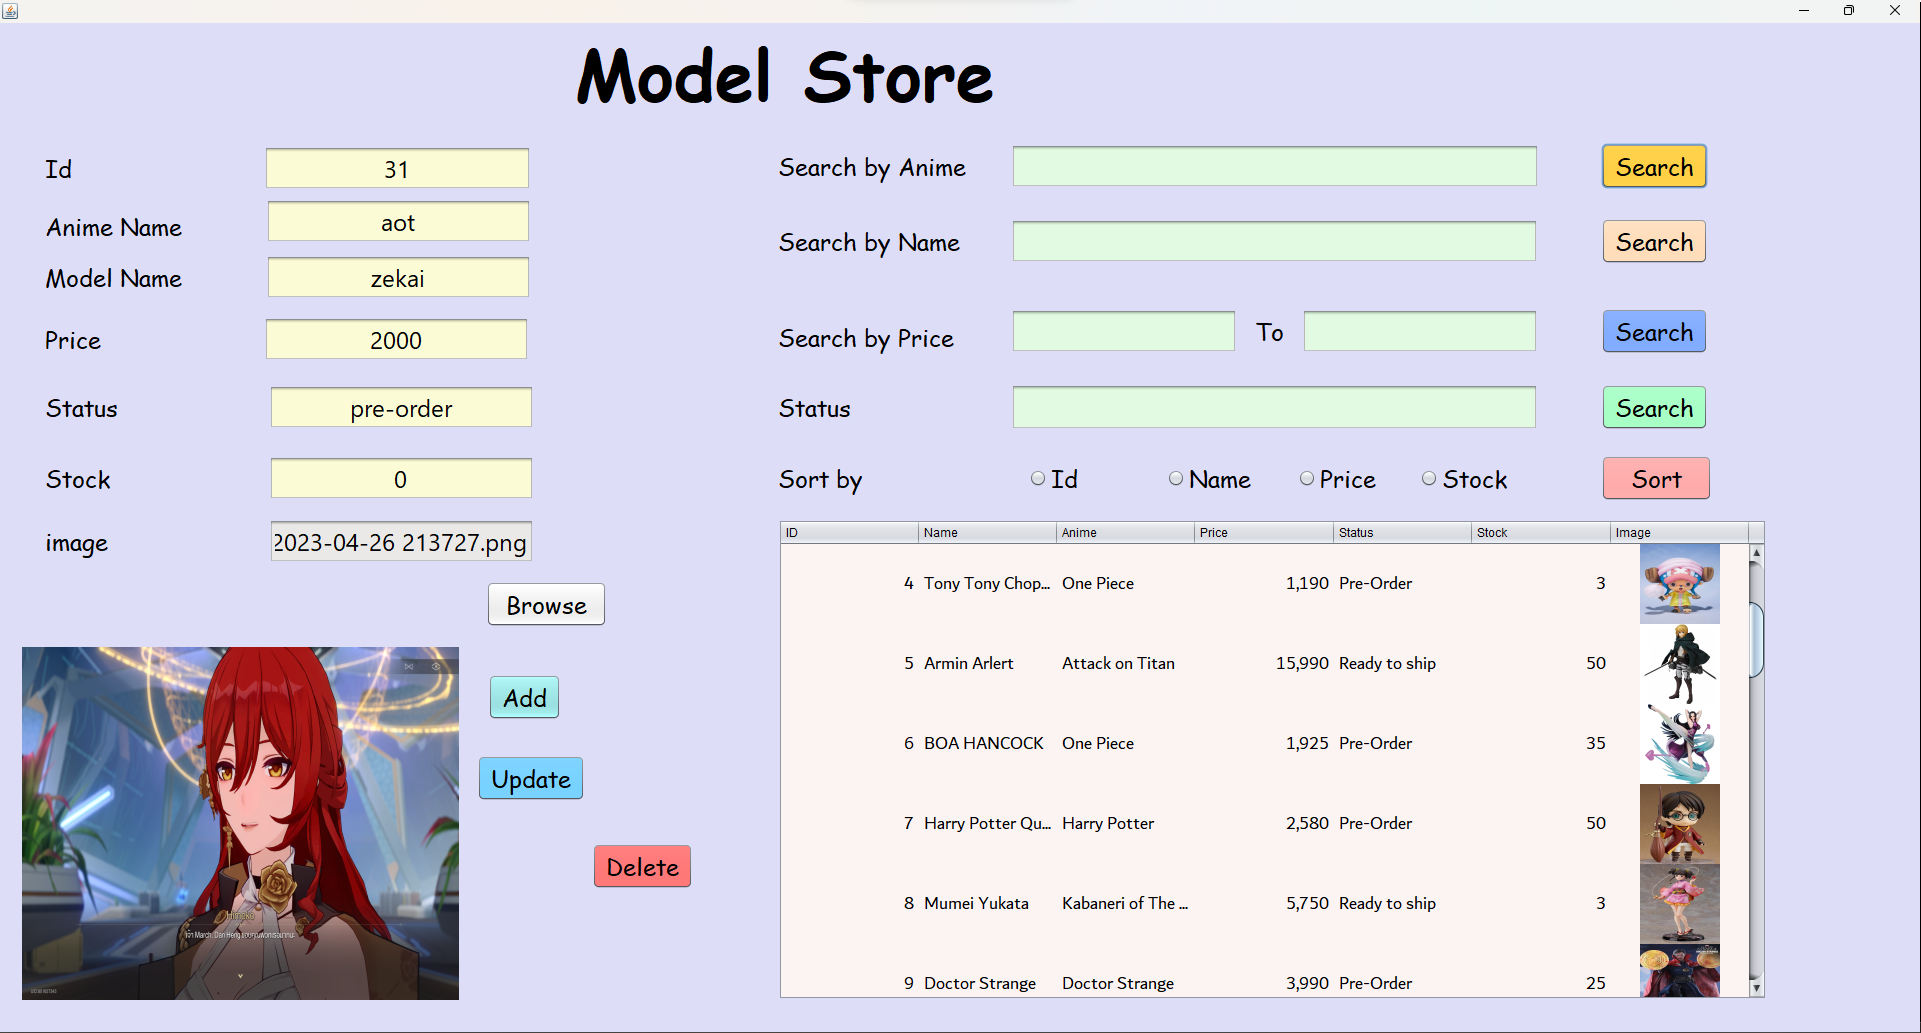 Model Store
Id 31
Anime Name aot
Model Name zekai
Price 2000
Status pre-order
Stock 0
image 2023-04-26 213727.png
Browse
Add
Update
Delete
Search by Anime Search
Search by Name Search
Search by Price To Search
Status Search
Sort by Id Name Price Stock Sort
ID Name Anime Price Status Stock Image
4 Tony Tony Chop... One Piece 1,190 Pre-Order 3
5 Armin Arlert Attack on Titan 15,990 Ready to ship 50
6 BOA HANCOCK One Piece 1,925 Pre-Order 35
7 Harry Potter Qu... Harry Potter 2,580 Pre-Order 50
8 Mumei Yukata Kabaneri of The ... 5,750 Ready to ship 3
9 Doctor Strange Doctor Strange 3,990 Pre-Order 25
Himeko